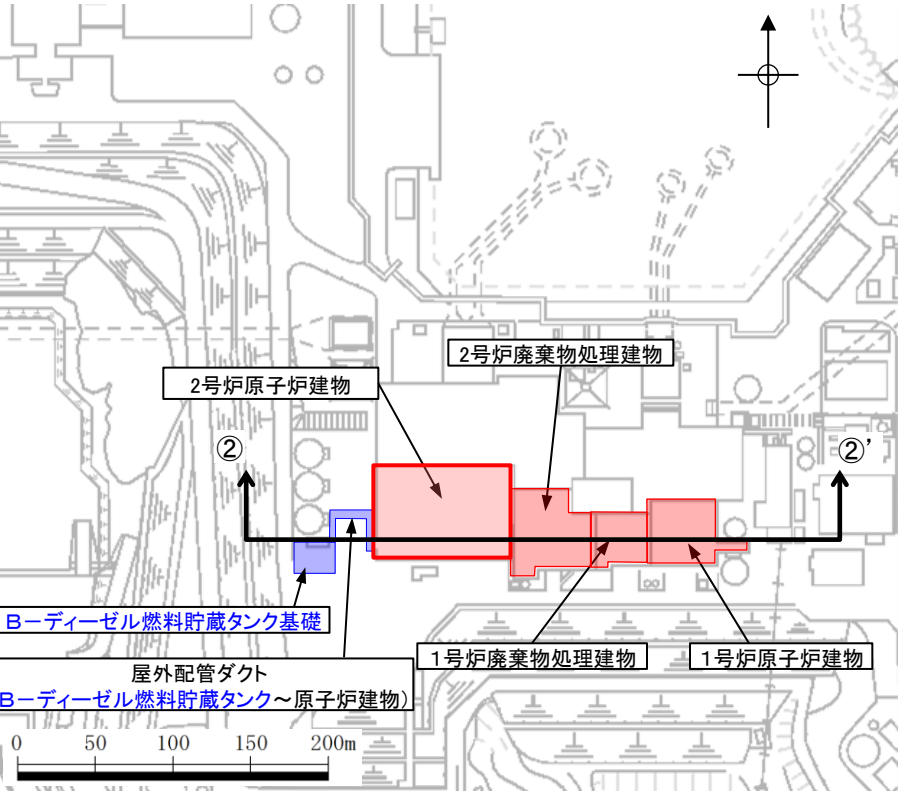 2号炉廃棄物処理建物
2号炉原子炉建物
②
②’
B－ディーゼル燃料貯蔵タンク基礎
1号炉廃棄物処理建物
1号炉原子炉建物
屋外配管ダクト
B－ディーゼル燃料貯蔵タンク～原子炉建物）
0 50 100 150 200m